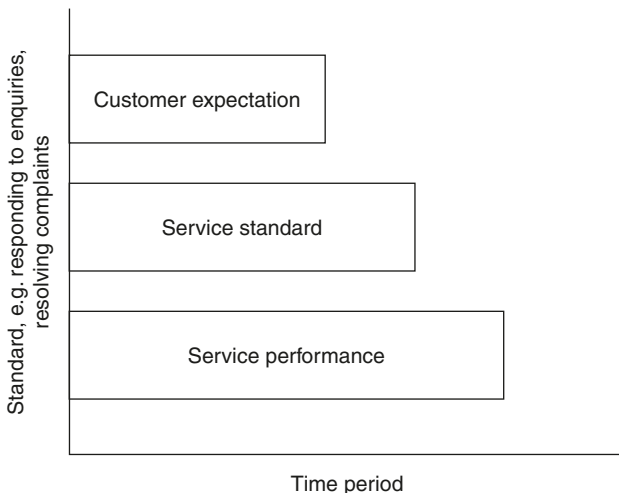 Standard, e.g. responding to enquiries,
resolving complaints
Customer expectation
Service standard
Service performance
Time period